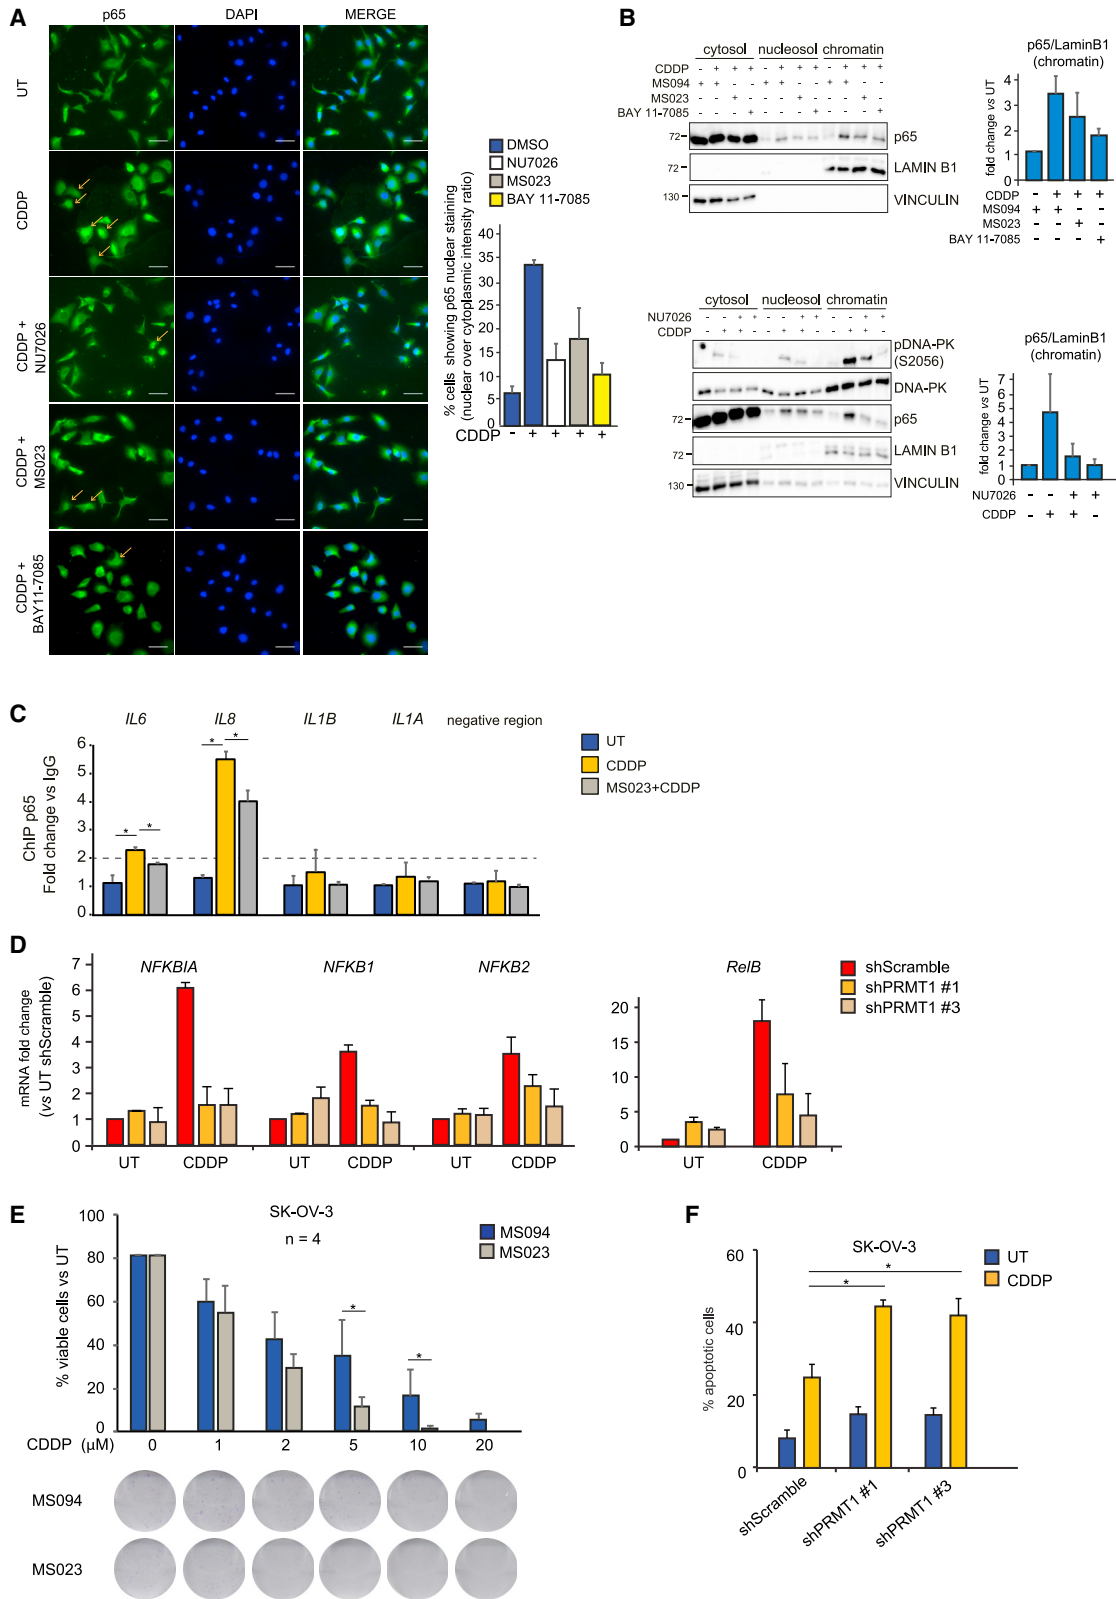 A
p65
DAPI
MERGE
UT
CDDP
CDDP +
NU7026
CDDP +
MS023
CDDP +
BAY11-7085
DMSO
NU7026
MS023
BAY 11-7085
% cells showing p65 nuclear staining
(nuclear over cytoplasmic intensity ratio)
40
35
30
25
20
15
10
5
0
CDDP - + + + +
B
cytosol nucleosol chromatin
CDDP - + + + - + + + - + + +
MS094 + + + + + +
MS023 + + +
BAY 11-7085 + + +
72 p65
72 LAMIN B1
130 VINCULIN
p65/LaminB1
(chromatin)
fold change vs UT
4
3
2
1
0
CDDP - + + +
MS094 + + - -
MS023 - - + -
BAY 11-7085 - - - +
cytosol nucleosol chromatin
NU7026 - - + + - - + + - - + +
CDDP - + + - - + + - - + + -
pDNA-PK
(S2056)
DNA-PK
72 p65
72 LAMIN B1
130 VINCULIN
p65/LaminB1
(chromatin)
fold change vs UT
7
6
5
4
3
2
1
0
NU7026 - - + +
CDDP - + + -
C
IL6 IL8 IL1B IL1A negative region
ChIP p65
Fold change vs IgG
6
5
4
3
2
1
0
* * * *
UT
CDDP
MS023+CDDP
D
NFKBIA NFKB1 NFKB2 RelB
mRNA fold change
(vs UT shScramble)
7
6
5
4
3
2
1
0
UT CDDP UT CDDP UT CDDP
20
15
10
5
0
UT CDDP
shScramble
shPRMT1 #1
shPRMT1 #3
E
SK-OV-3
n = 4
MS094
MS023
% viable cells vs UT
100
80
60
40
20
0
* *
CDDP (µM) 0 1 2 5 10 20
MS094
MS023
F
SK-OV-3
UT
CDDP
% apoptotic cells
60
40
20
0
* *
shScramble
shPRMT1 #1
shPRMT1 #3